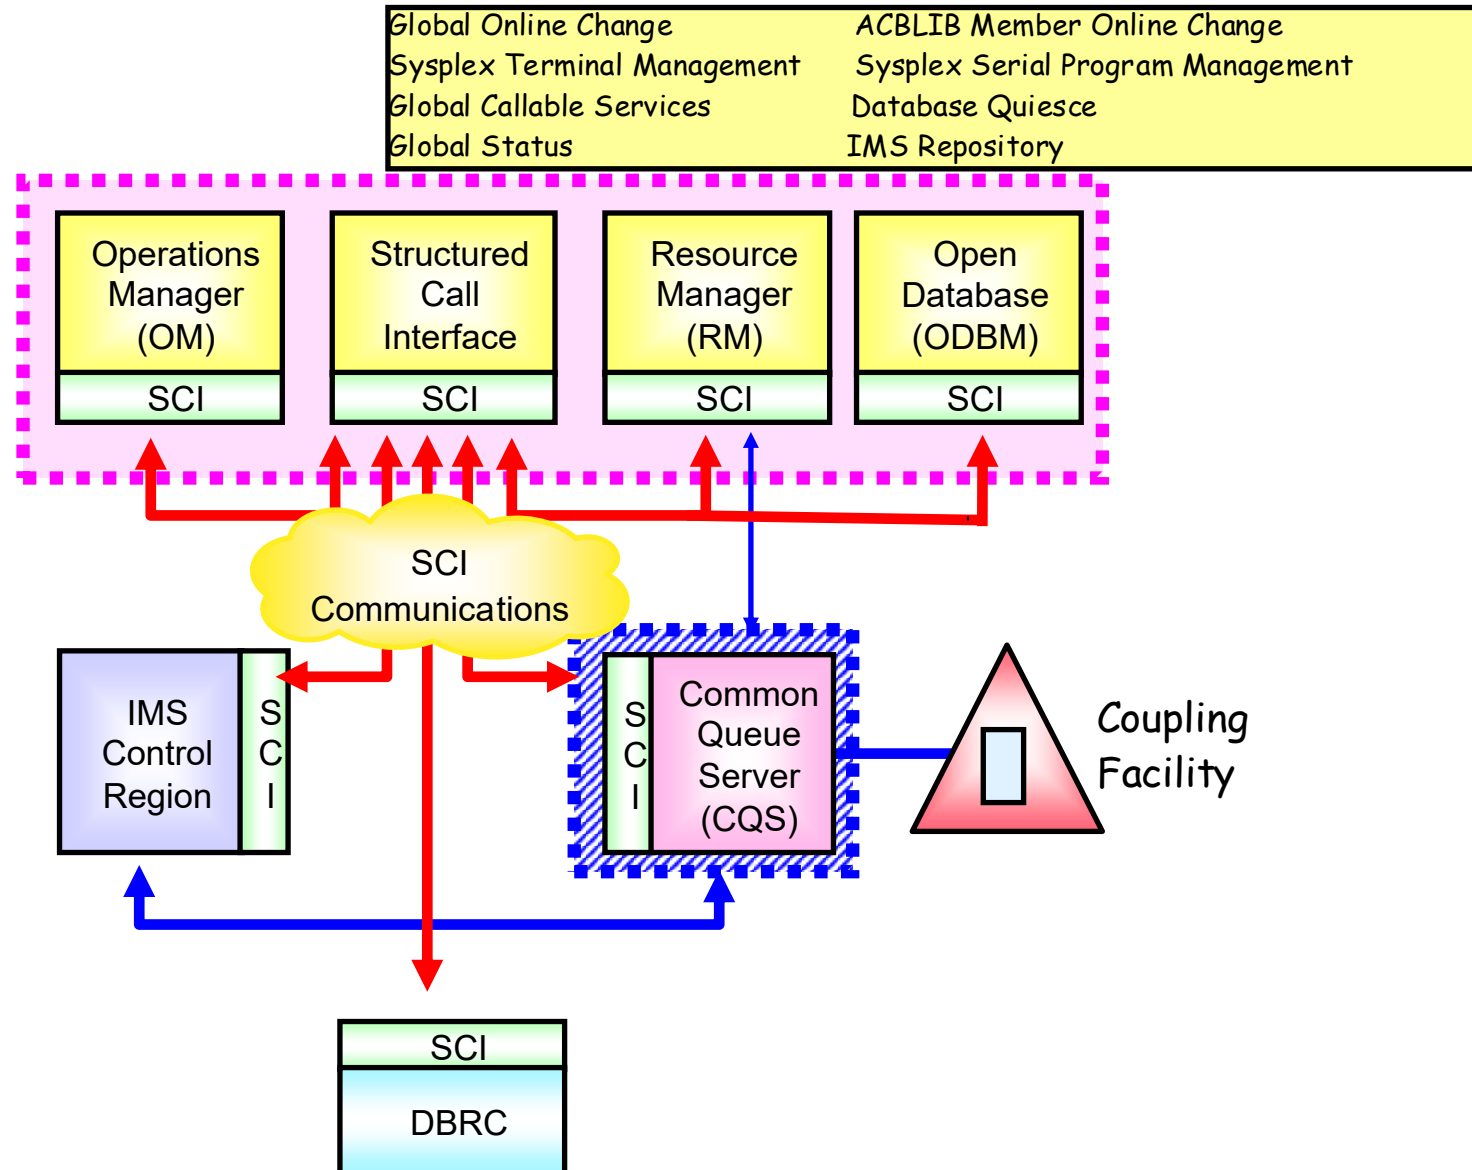 Global Online Change ACBLIB Member Online Change
Sysplex Terminal Management Sysplex Serial Program Management
Global Callable Services Database Quiesce
Global Status IMS Repository
Operations
Manager
(OM)
SCI
Structured
Call
Interface
SCI
Resource
Manager
(RM)
SCI
Open
Database
(ODBM)
SCI
SCI
Communications
IMS
Control
Region
S
C
I
S
C
I
Common
Queue
Server
(CQS)
Coupling
Facility
SCI
DBRC